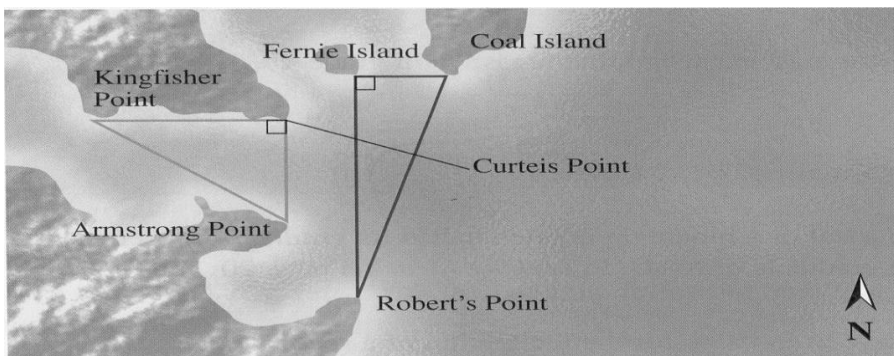 Fernie Island
Coal Island
Kingfisher
Point
Curteis Point
Armstrong Point
Robert's Point
N